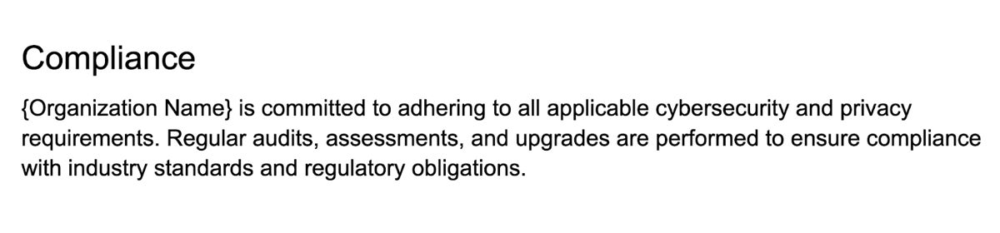 Compliance
{Organization Name} is committed to adhering to all applicable cybersecurity and privacy
requirements. Regular audits, assessments, and upgrades are performed to ensure compliance
with industry standards and regulatory obligations.